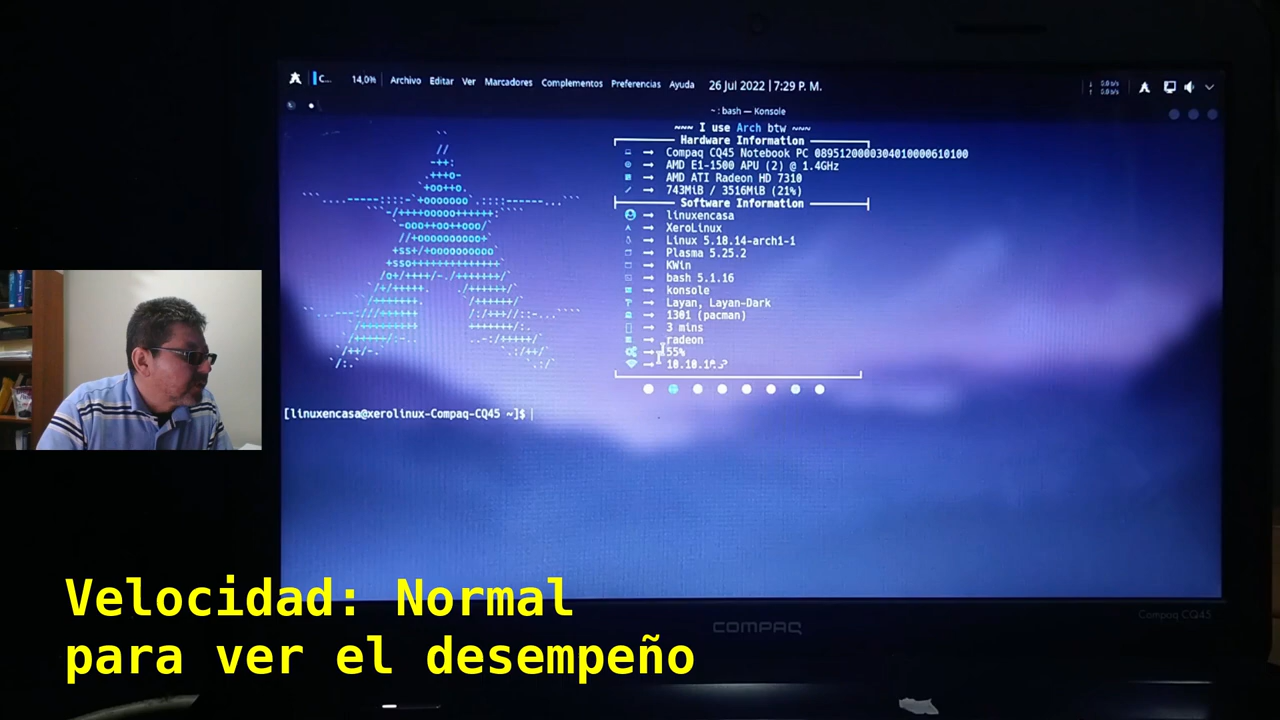 C... 14,0% Archivo Editar Ver Marcadores Complementos Preferencias Ayuda 26 Jul 2022 | 7:29 P. M.
~ : bash — Konsole
~~~ I use Arch btw ~~~
Hardware Information
Compaq CQ45 Notebook PC 0895120000304010000610100
AMD E1-1500 APU (2) @ 1.4GHz
AMD ATI Radeon HD 7310
743MiB / 3516MiB (21%)
Software Information
linuxencasa
XeroLinux
Linux 5.18.14-arch1-1
Plasma 5.25.2
KWin
bash 5.1.16
konsole
Layan, Layan-Dark
1301 (pacman)
3 mins
radeon
55%
[linuxencasa@xerolinux-Compaq-CQ45 ~]$
Velocidad: Normal
para ver el desempeño
COMPAQ
Compaq CQ45